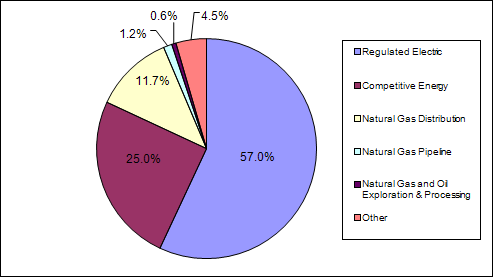 0.6%
4.5%
1.2%
11.7%
25.0%
57.0%
Regulated Electric
Competitive Energy
Natural Gas Distribution
Natural Gas Pipeline
Natural Gas and Oil
Exploration & Processing
Other